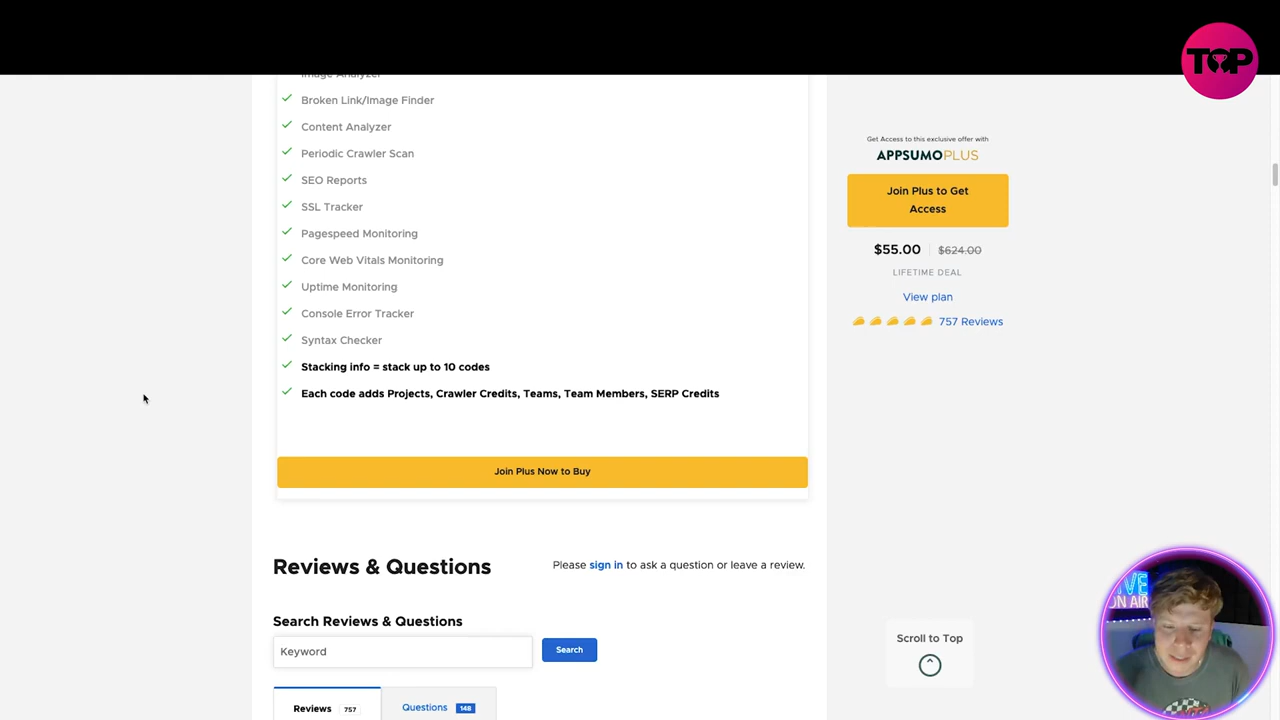 TOP
Image Analyzer
Broken Link/Image Finder
Content Analyzer
Periodic Crawler Scan
SEO Reports
SSL Tracker
Pagespeed Monitoring
Core Web Vitals Monitoring
Uptime Monitoring
Console Error Tracker
Syntax Checker
Stacking info = stack up to 10 codes
Each code adds Projects, Crawler Credits, Teams, Team Members, SERP Credits
Join Plus Now to Buy
Get Access to this exclusive offer with
APPSUMOPLUS
Join Plus to Get
Access
$55.00 $624.00
LIFETIME DEAL
View plan
757 Reviews
Reviews & Questions
Please sign in to ask a question or leave a review.
Search Reviews & Questions
Keyword
Search
Reviews 757
Questions 148
Scroll to Top
ON AIR